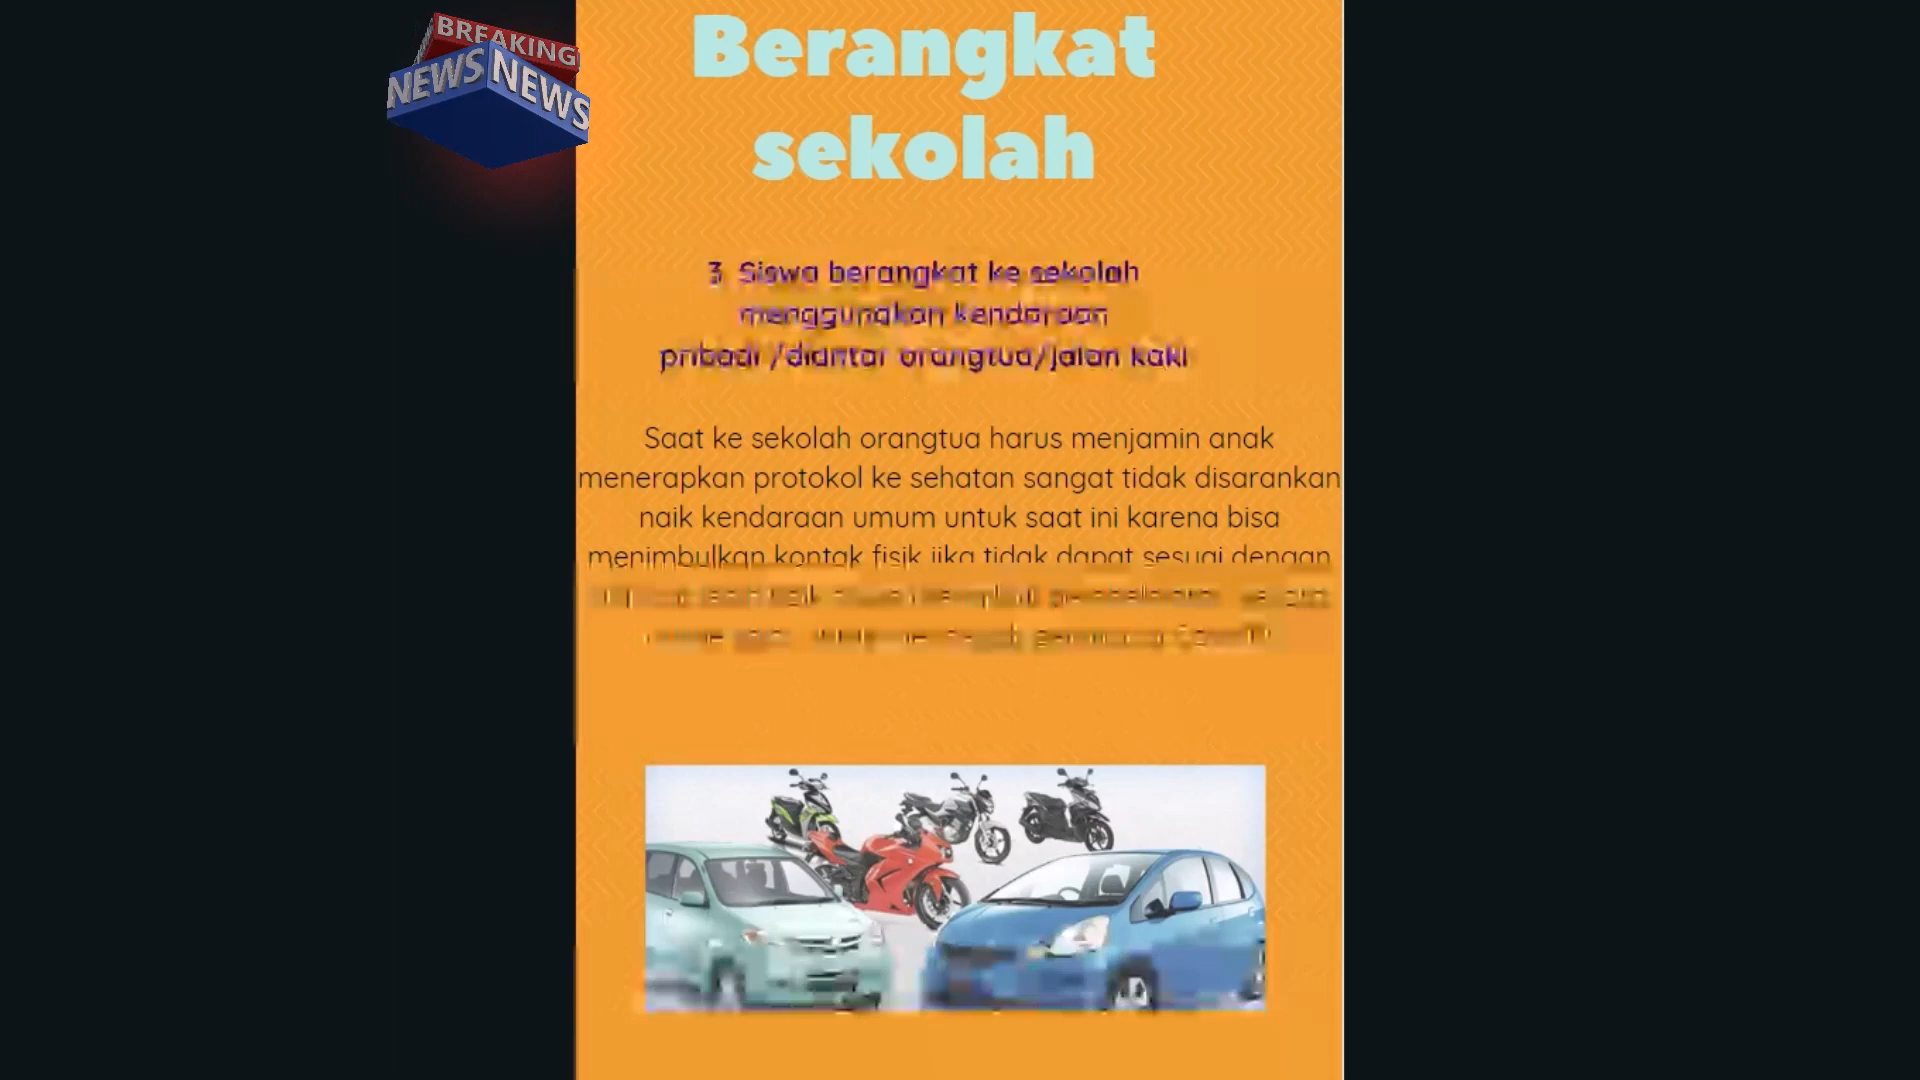 BREAKING
NEWS NEWS
Berangkat
sekolah
3 Siswa berangkat ke sekolah
menggunakan kendaraan
pribadi /diantar orangtua/jalan kaki
Saat ke sekolah orangtua harus menjamin anak
menerapkan protokol ke sehatan sangat tidak disarankan
naik kendaraan umum untuk saat ini karena bisa
menimbulkan kontak fisik jika tidak dapat sesuai dengan